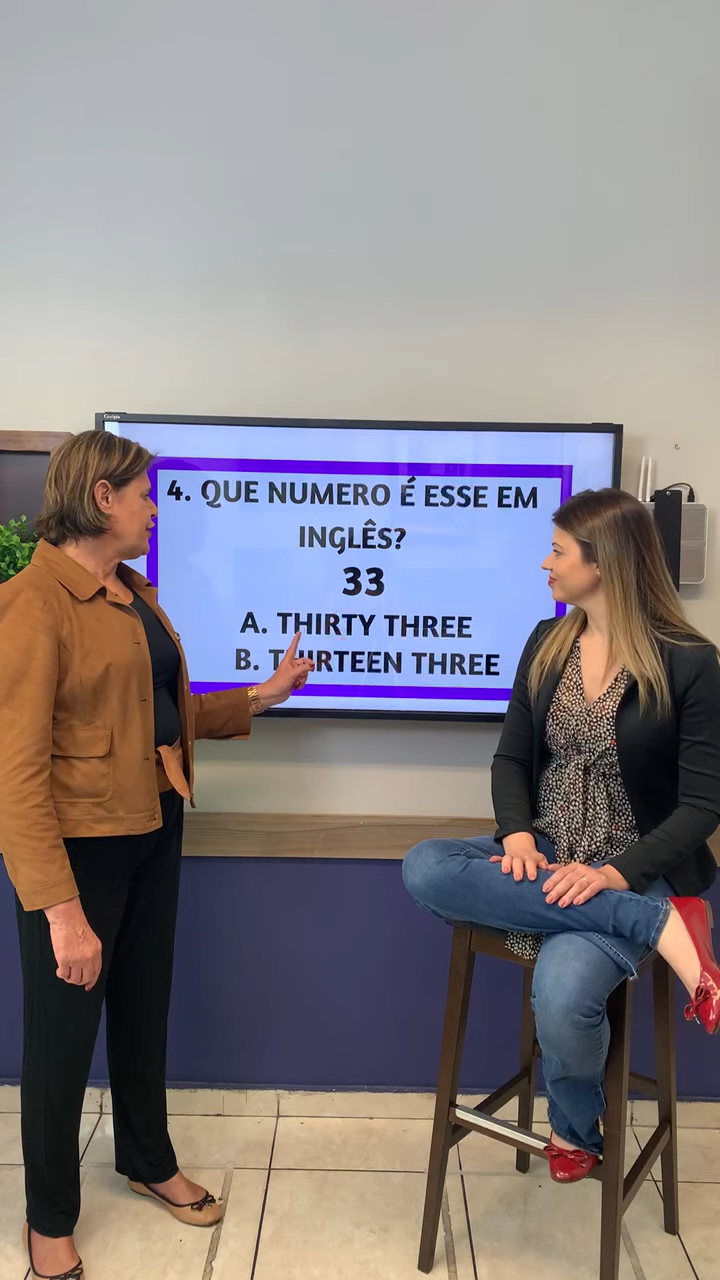 4. QUE NUMERO É ESSE EM
INGLÊS?
33
A. THIRTY THREE
B. THIRTEEN THREE